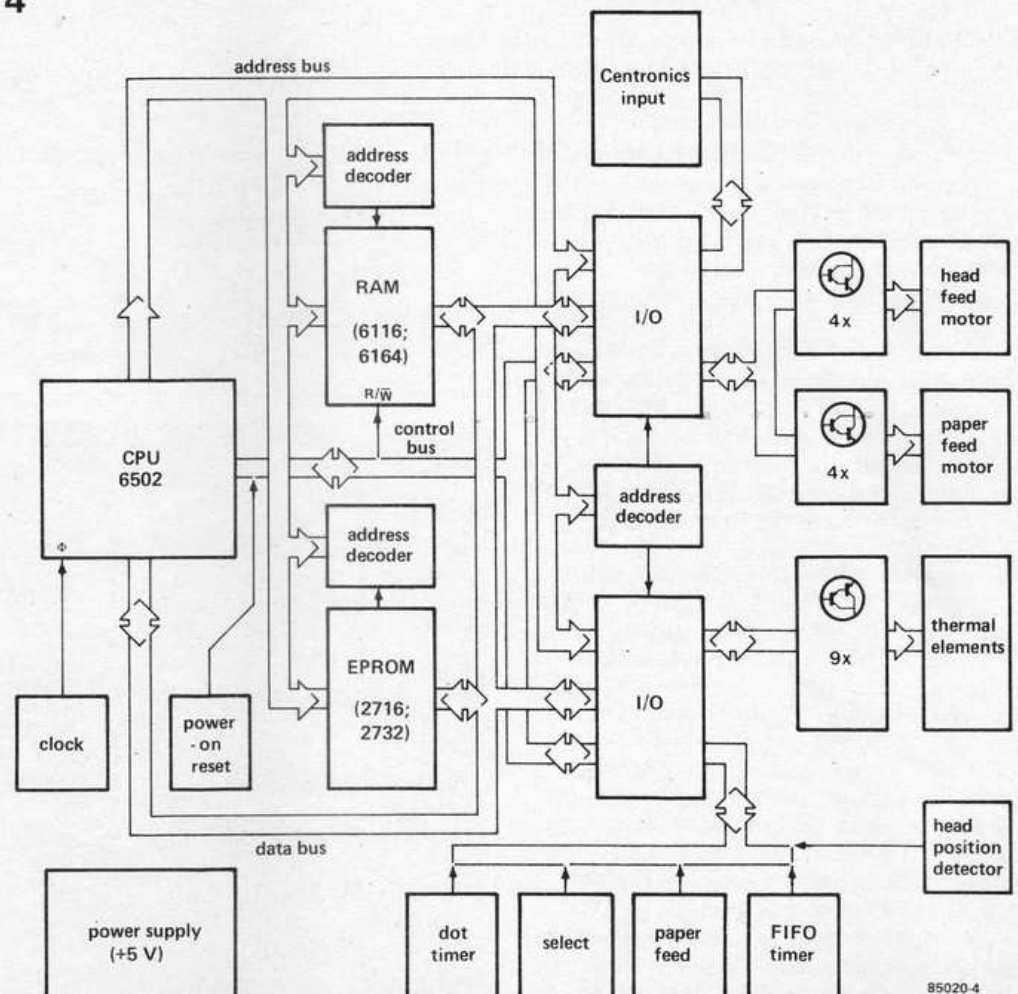 4
address bus
Centronics
input
address
decoder
RAM
(6116;
6164)
R/W̅
I/O
4x
head
feed
motor
control
bus
CPU
6502
Φ
4x
paper
feed
motor
address
decoder
address
decoder
EPROM
(2716;
2732)
I/O
9x
thermal
elements
clock
power
- on
reset
data bus
head
position
detector
power supply
(+5 V)
dot
timer
select
paper
feed
FIFO
timer
85020-4